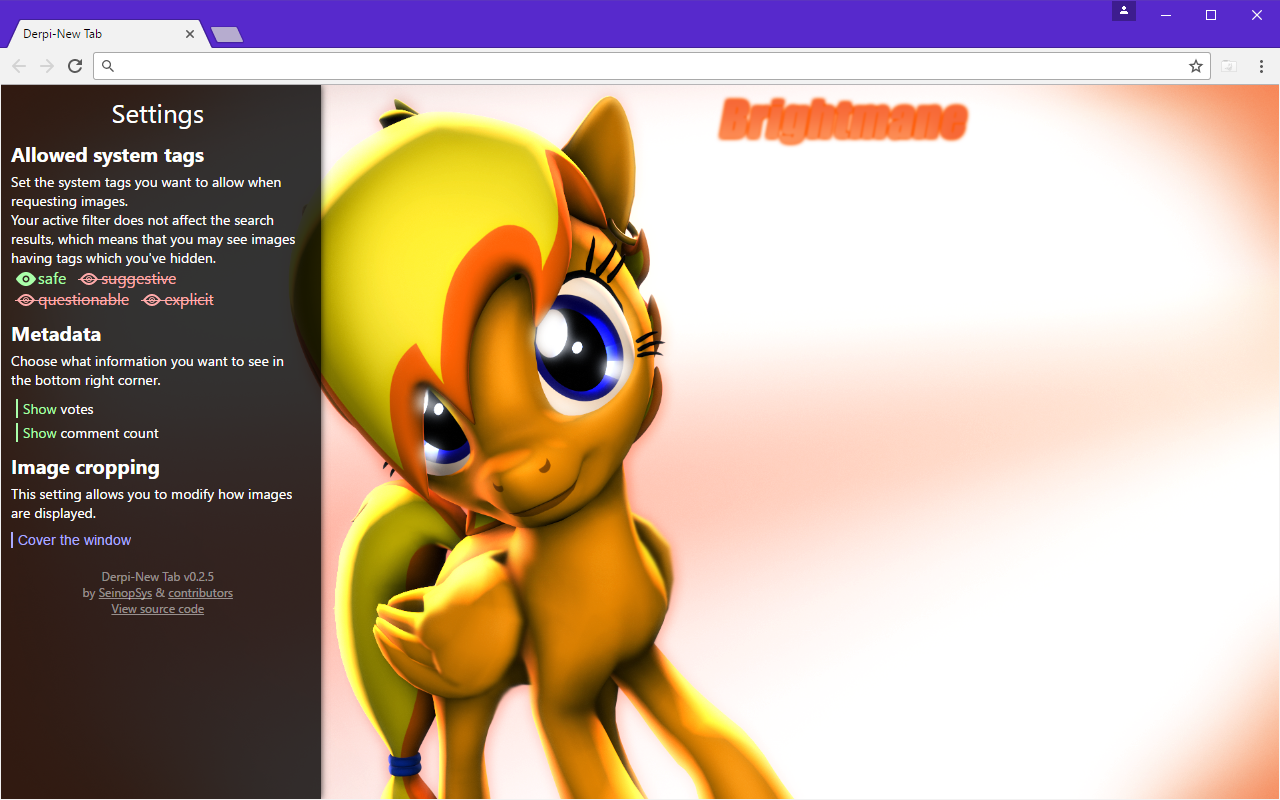 Derpi-New Tab
Settings
Brightmane
Allowed system tags
Set the system tags you want to allow when
requesting images.
Your active filter does not affect the search
results, which means that you may see images
having tags which you've hidden.
safe suggestive
questionable explicit
Metadata
Choose what information you want to see in
the bottom right corner.
Show votes
Show comment count
Image cropping
This setting allows you to modify how images
are displayed.
Cover the window
Derpi-New Tab v0.2.5
by SeinopSys & contributors
View source code